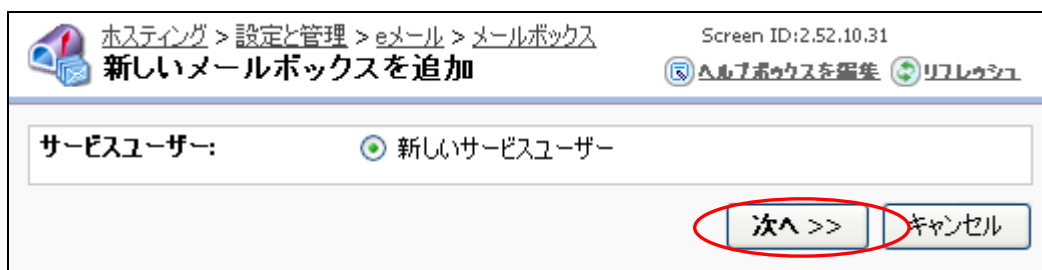 ホスティング > 設定と管理 > eメール > メールボックス
Screen ID:2.52.10.31
新しいメールボックスを追加
ヘルプボックスを編集 リフレッシュ
サービスユーザー: 新しいサービスユーザー
次へ >> キャンセル